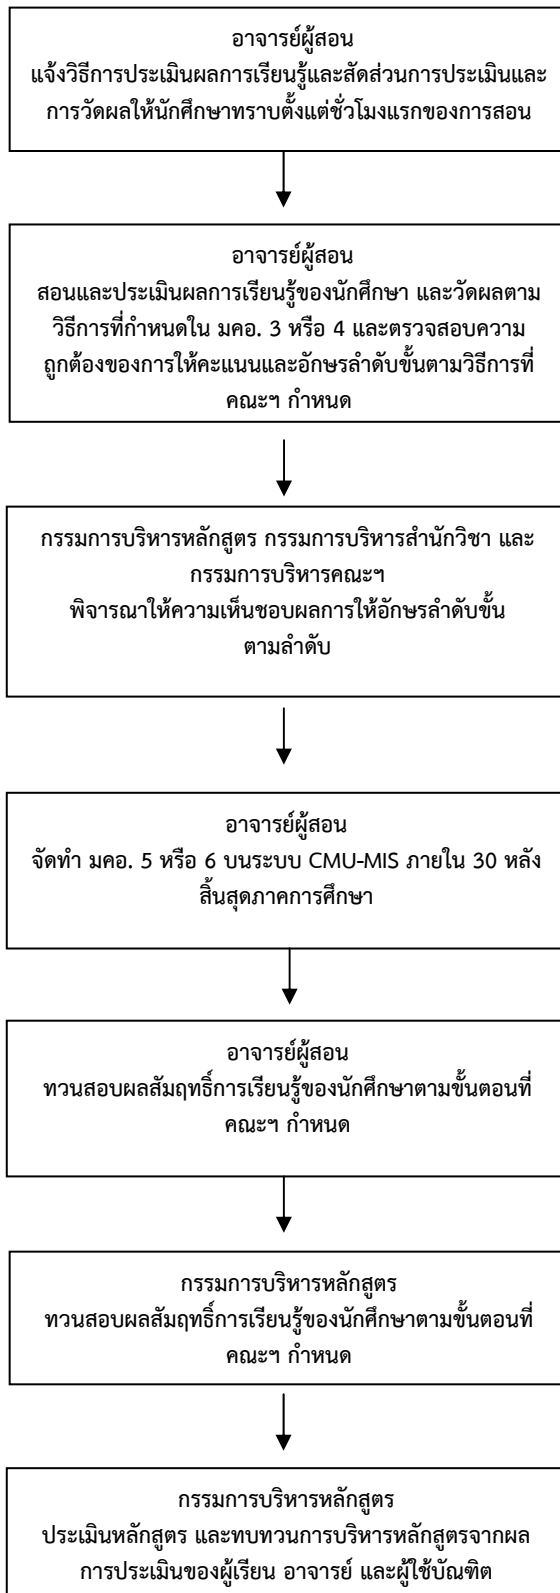 อาจารย์ผู้สอน
แจ้งวิธีการประเมินผลการเรียนรู้และสัดส่วนการประเมินและ
การวัดผลให้นักศึกษาทราบตั้งแต่ชั่วโมงแรกของการสอน
อาจารย์ผู้สอน
สอนและประเมินผลการเรียนรู้ของนักศึกษา และวัดผลตาม
วิธีการที่กำหนดใน มคอ. 3 หรือ 4 และตรวจสอบความ
ถูกต้องของการให้คะแนนและอักษรลำดับขั้นตามวิธีการที่
คณะฯ กำหนด
กรรมการบริหารหลักสูตร กรรมการบริหารสำนักวิชา และ
กรรมการบริหารคณะฯ
พิจารณาให้ความเห็นชอบผลการให้อักษรลำดับขั้น
ตามลำดับ
อาจารย์ผู้สอน
จัดทำ มคอ. 5 หรือ 6 บนระบบ CMU-MIS ภายใน 30 หลัง
สิ้นสุดภาคการศึกษา
อาจารย์ผู้สอน
ทวนสอบผลสัมฤทธิ์การเรียนรู้ของนักศึกษาตามขั้นตอนที่
คณะฯ กำหนด
กรรมการบริหารหลักสูตร
ทวนสอบผลสัมฤทธิ์การเรียนรู้ของนักศึกษาตามขั้นตอนที่
คณะฯ กำหนด
กรรมการบริหารหลักสูตร
ประเมินหลักสูตร และทบทวนการบริหารหลักสูตรจากผล
การประเมินของผู้เรียน อาจารย์ และผู้ใช้บัณฑิต